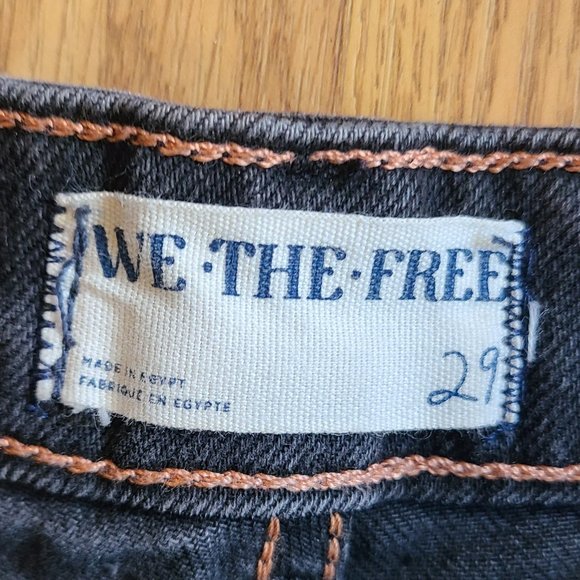 WE·THE·FREE
MADE IN EGYPT
FABRIQUE EN EGYPTE
29